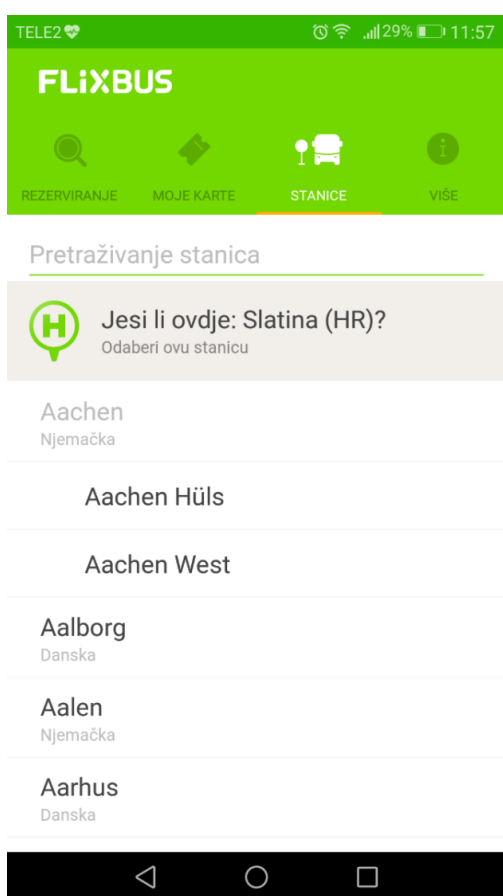 TELE2 29% 11:57
FLiXBUS
REZERVIRANJE MOJE KARTE STANICE VIŠE
Pretraživanje stanica
H Jesi li ovdje: Slatina (HR)?
Odaberi ovu stanicu
Aachen
Njemačka
Aachen Hüls
Aachen West
Aalborg
Danska
Aalen
Njemačka
Aarhus
Danska